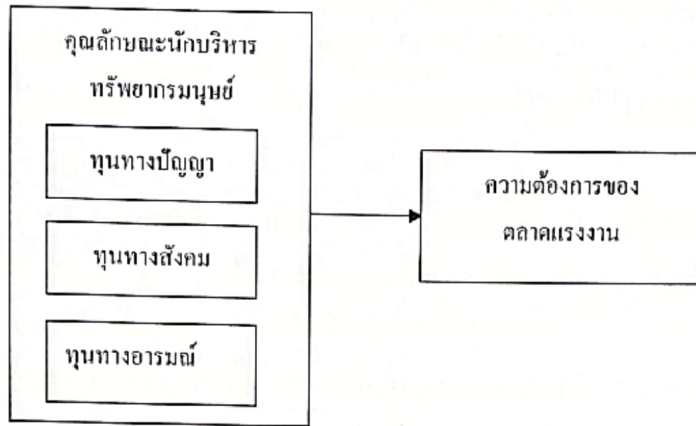 คุณลักษณะนักบริหาร
ทรัพยากรมนุษย์
ทุนทางปัญญา
ทุนทางสังคม
ทุนทางอารมณ์
ความต้องการของ
ตลาดแรงงาน